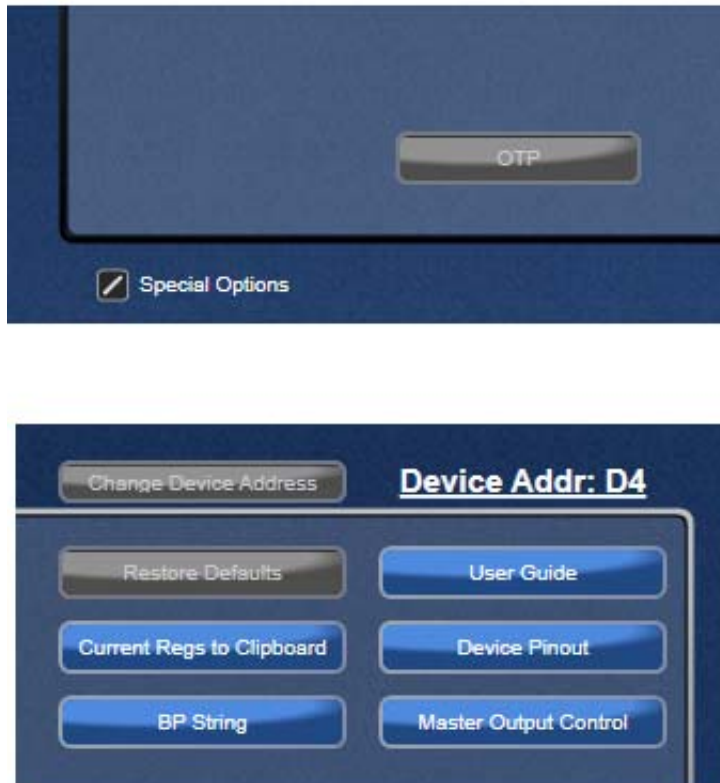 OTP
Special Options
Change Device Address Device Addr: D4
Restore Defaults User Guide
Current Regs to Clipboard Device Pinout
BP String Master Output Control